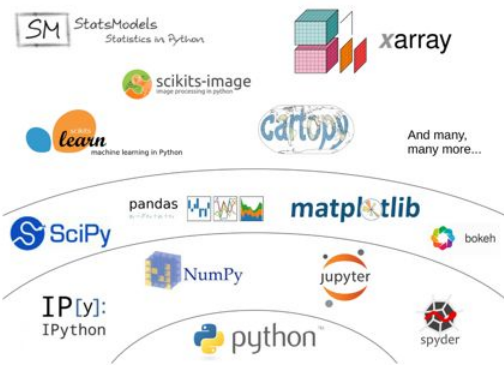 SM StatsModels
Statistics in Python
xarray
scikits-image
image processing in python
learn
machine learning in Python
cartopy
And many,
many more...
pandas
matplotlib
SciPy
bokeh
NumPy
jupyter
IP[y]:
IPython
python™
spyder